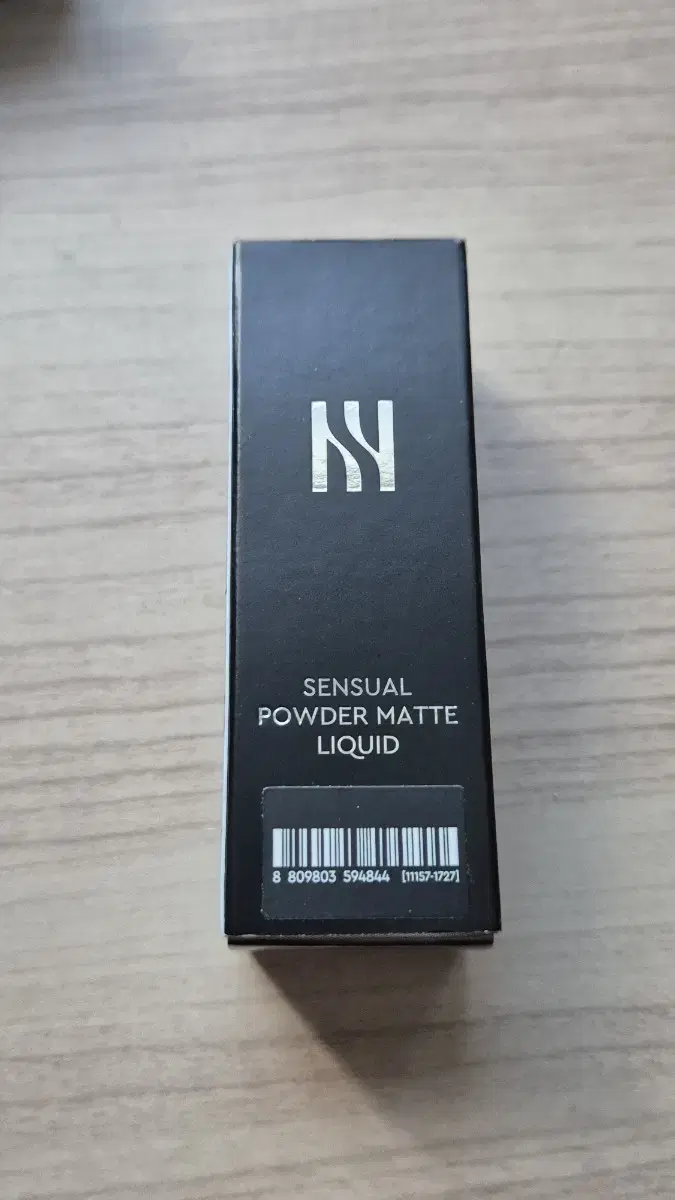 SENSUAL
POWDER MATTE
LIQUID
8 809803 594844 [11157-1727]